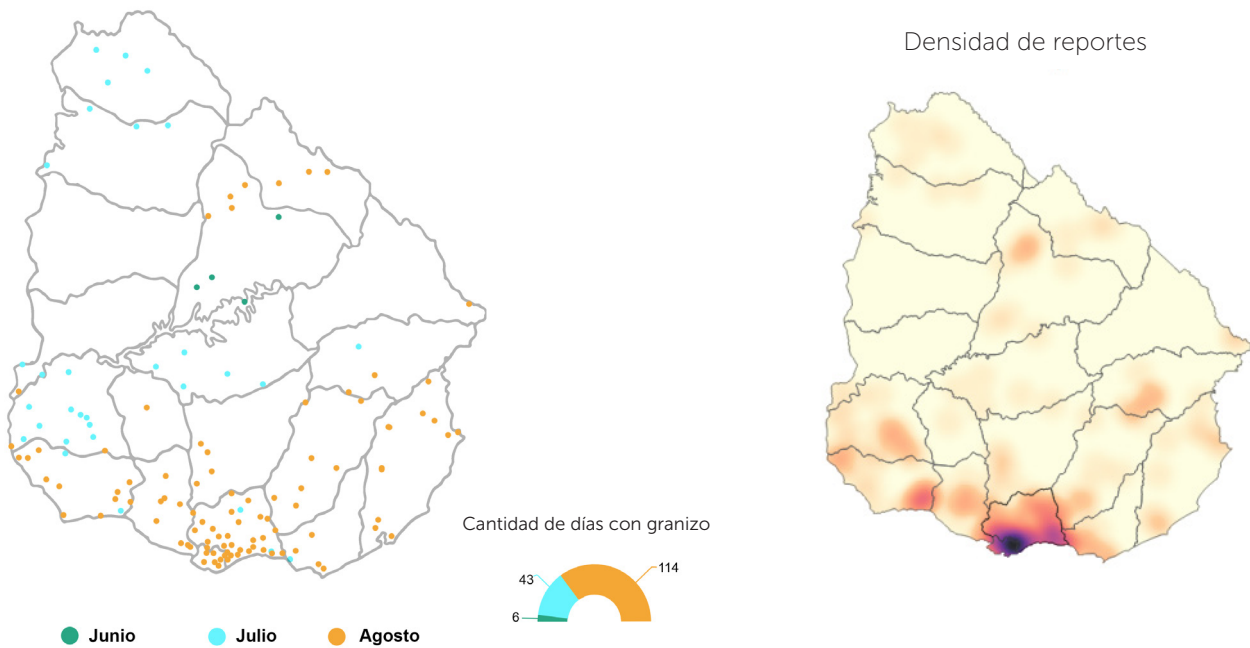 Densidad de reportes
Cantidad de días con granizo
43
114
6
Junio
Julio
Agosto